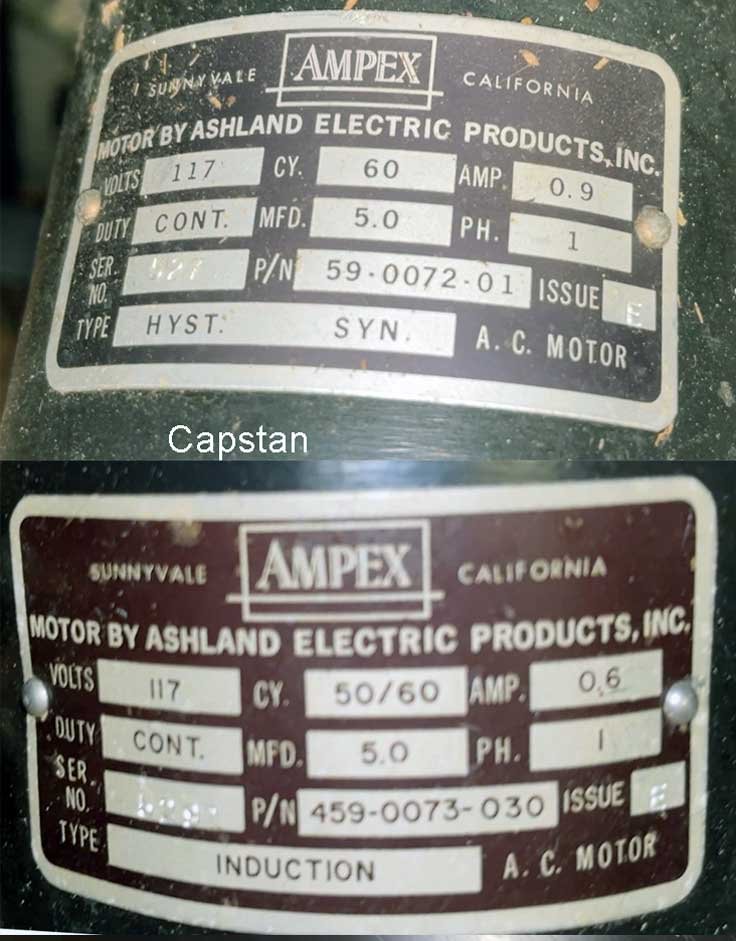 AMPEX
SUNNYVALE CALIFORNIA
MOTOR BY ASHLAND ELECTRIC PRODUCTS, INC.
VOLTS 117 CY. 60 AMP. 0.9
DUTY CONT. MFD. 5.0 PH. 1
SER. NO. 527 P/N 59-0072-01 ISSUE E
TYPE HYST. SYN. A. C. MOTOR
Capstan
AMPEX
SUNNYVALE CALIFORNIA
MOTOR BY ASHLAND ELECTRIC PRODUCTS, INC.
VOLTS 117 CY. 50/60 AMP. 0.6
DUTY CONT. MFD. 5.0 PH. 1
SER. NO. P/N 459-0073-030 ISSUE E
TYPE INDUCTION A. C. MOTOR